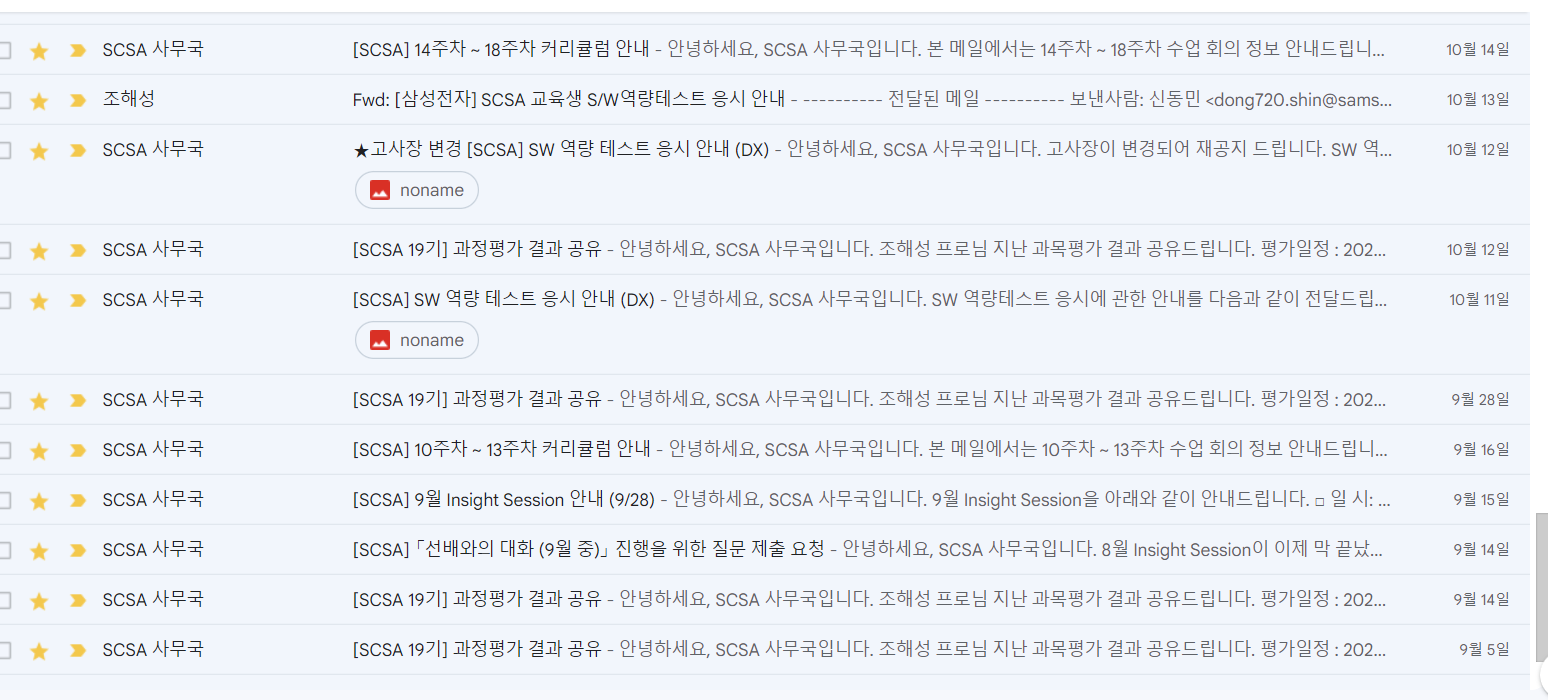 SCSA 사무국 [SCSA] 14주차 ~ 18주차 커리큘럼 안내 - 안녕하세요, SCSA 사무국입니다. 본 메일에서는 14주차 ~ 18주차 수업 회의 정보 안내드립니... 10월 14일
조해성 Fwd: [삼성전자] SCSA 교육생 S/W역량테스트 응시 안내 - ---------- 전달된 메일 ---------- 보낸사람: 신동민 <dong720.shin@sams... 10월 13일
SCSA 사무국 ★고사장 변경 [SCSA] SW 역량 테스트 응시 안내 (DX) - 안녕하세요, SCSA 사무국입니다. 고사장이 변경되어 재공지 드립니다. SW 역... 10월 12일
noname
SCSA 사무국 [SCSA 19기] 과정평가 결과 공유 - 안녕하세요, SCSA 사무국입니다. 조해성 프로님 지난 과목평가 결과 공유드립니다. 평가일정 : 202... 10월 12일
SCSA 사무국 [SCSA] SW 역량 테스트 응시 안내 (DX) - 안녕하세요, SCSA 사무국입니다. SW 역량테스트 응시에 관한 안내를 다음과 같이 전달드립... 10월 11일
noname
SCSA 사무국 [SCSA 19기] 과정평가 결과 공유 - 안녕하세요, SCSA 사무국입니다. 조해성 프로님 지난 과목평가 결과 공유드립니다. 평가일정 : 202... 9월 28일
SCSA 사무국 [SCSA] 10주차 ~ 13주차 커리큘럼 안내 - 안녕하세요, SCSA 사무국입니다. 본 메일에서는 10주차 ~ 13주차 수업 회의 정보 안내드립니... 9월 16일
SCSA 사무국 [SCSA] 9월 Insight Session 안내 (9/28) - 안녕하세요, SCSA 사무국입니다. 9월 Insight Session을 아래와 같이 안내드립니다. □ 일 시: ... 9월 15일
SCSA 사무국 [SCSA] 「선배와의 대화 (9월 중)」 진행을 위한 질문 제출 요청 - 안녕하세요, SCSA 사무국입니다. 8월 Insight Session이 이제 막 끝났... 9월 14일
SCSA 사무국 [SCSA 19기] 과정평가 결과 공유 - 안녕하세요, SCSA 사무국입니다. 조해성 프로님 지난 과목평가 결과 공유드립니다. 평가일정 : 202... 9월 14일
SCSA 사무국 [SCSA 19기] 과정평가 결과 공유 - 안녕하세요, SCSA 사무국입니다. 조해성 프로님 지난 과목평가 결과 공유드립니다. 평가일정 : 202... 9월 5일